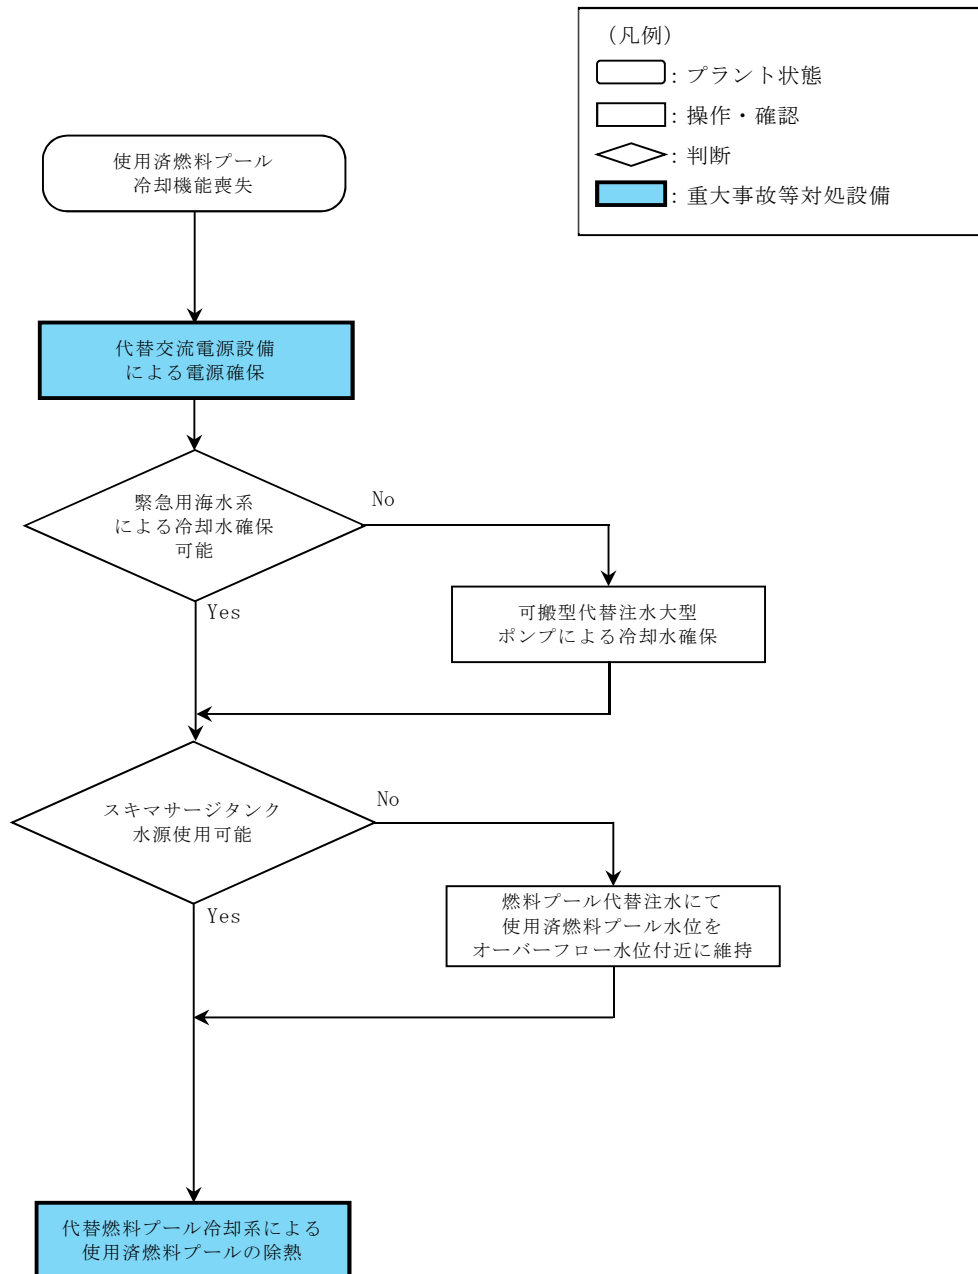 （凡例）
：プラント状態
：操作・確認
：判断
：重大事故等対処設備
使用済燃料プール
冷却機能喪失
代替交流電源設備
による電源確保
緊急用海水系
による冷却水確保
可能
No
Yes
可搬型代替注水大型
ポンプによる冷却水確保
スキマサージタンク
水源使用可能
No
Yes
燃料プール代替注水にて
使用済燃料プール水位を
オーバーフロー水位付近に維持
代替燃料プール冷却系による
使用済燃料プールの除熱